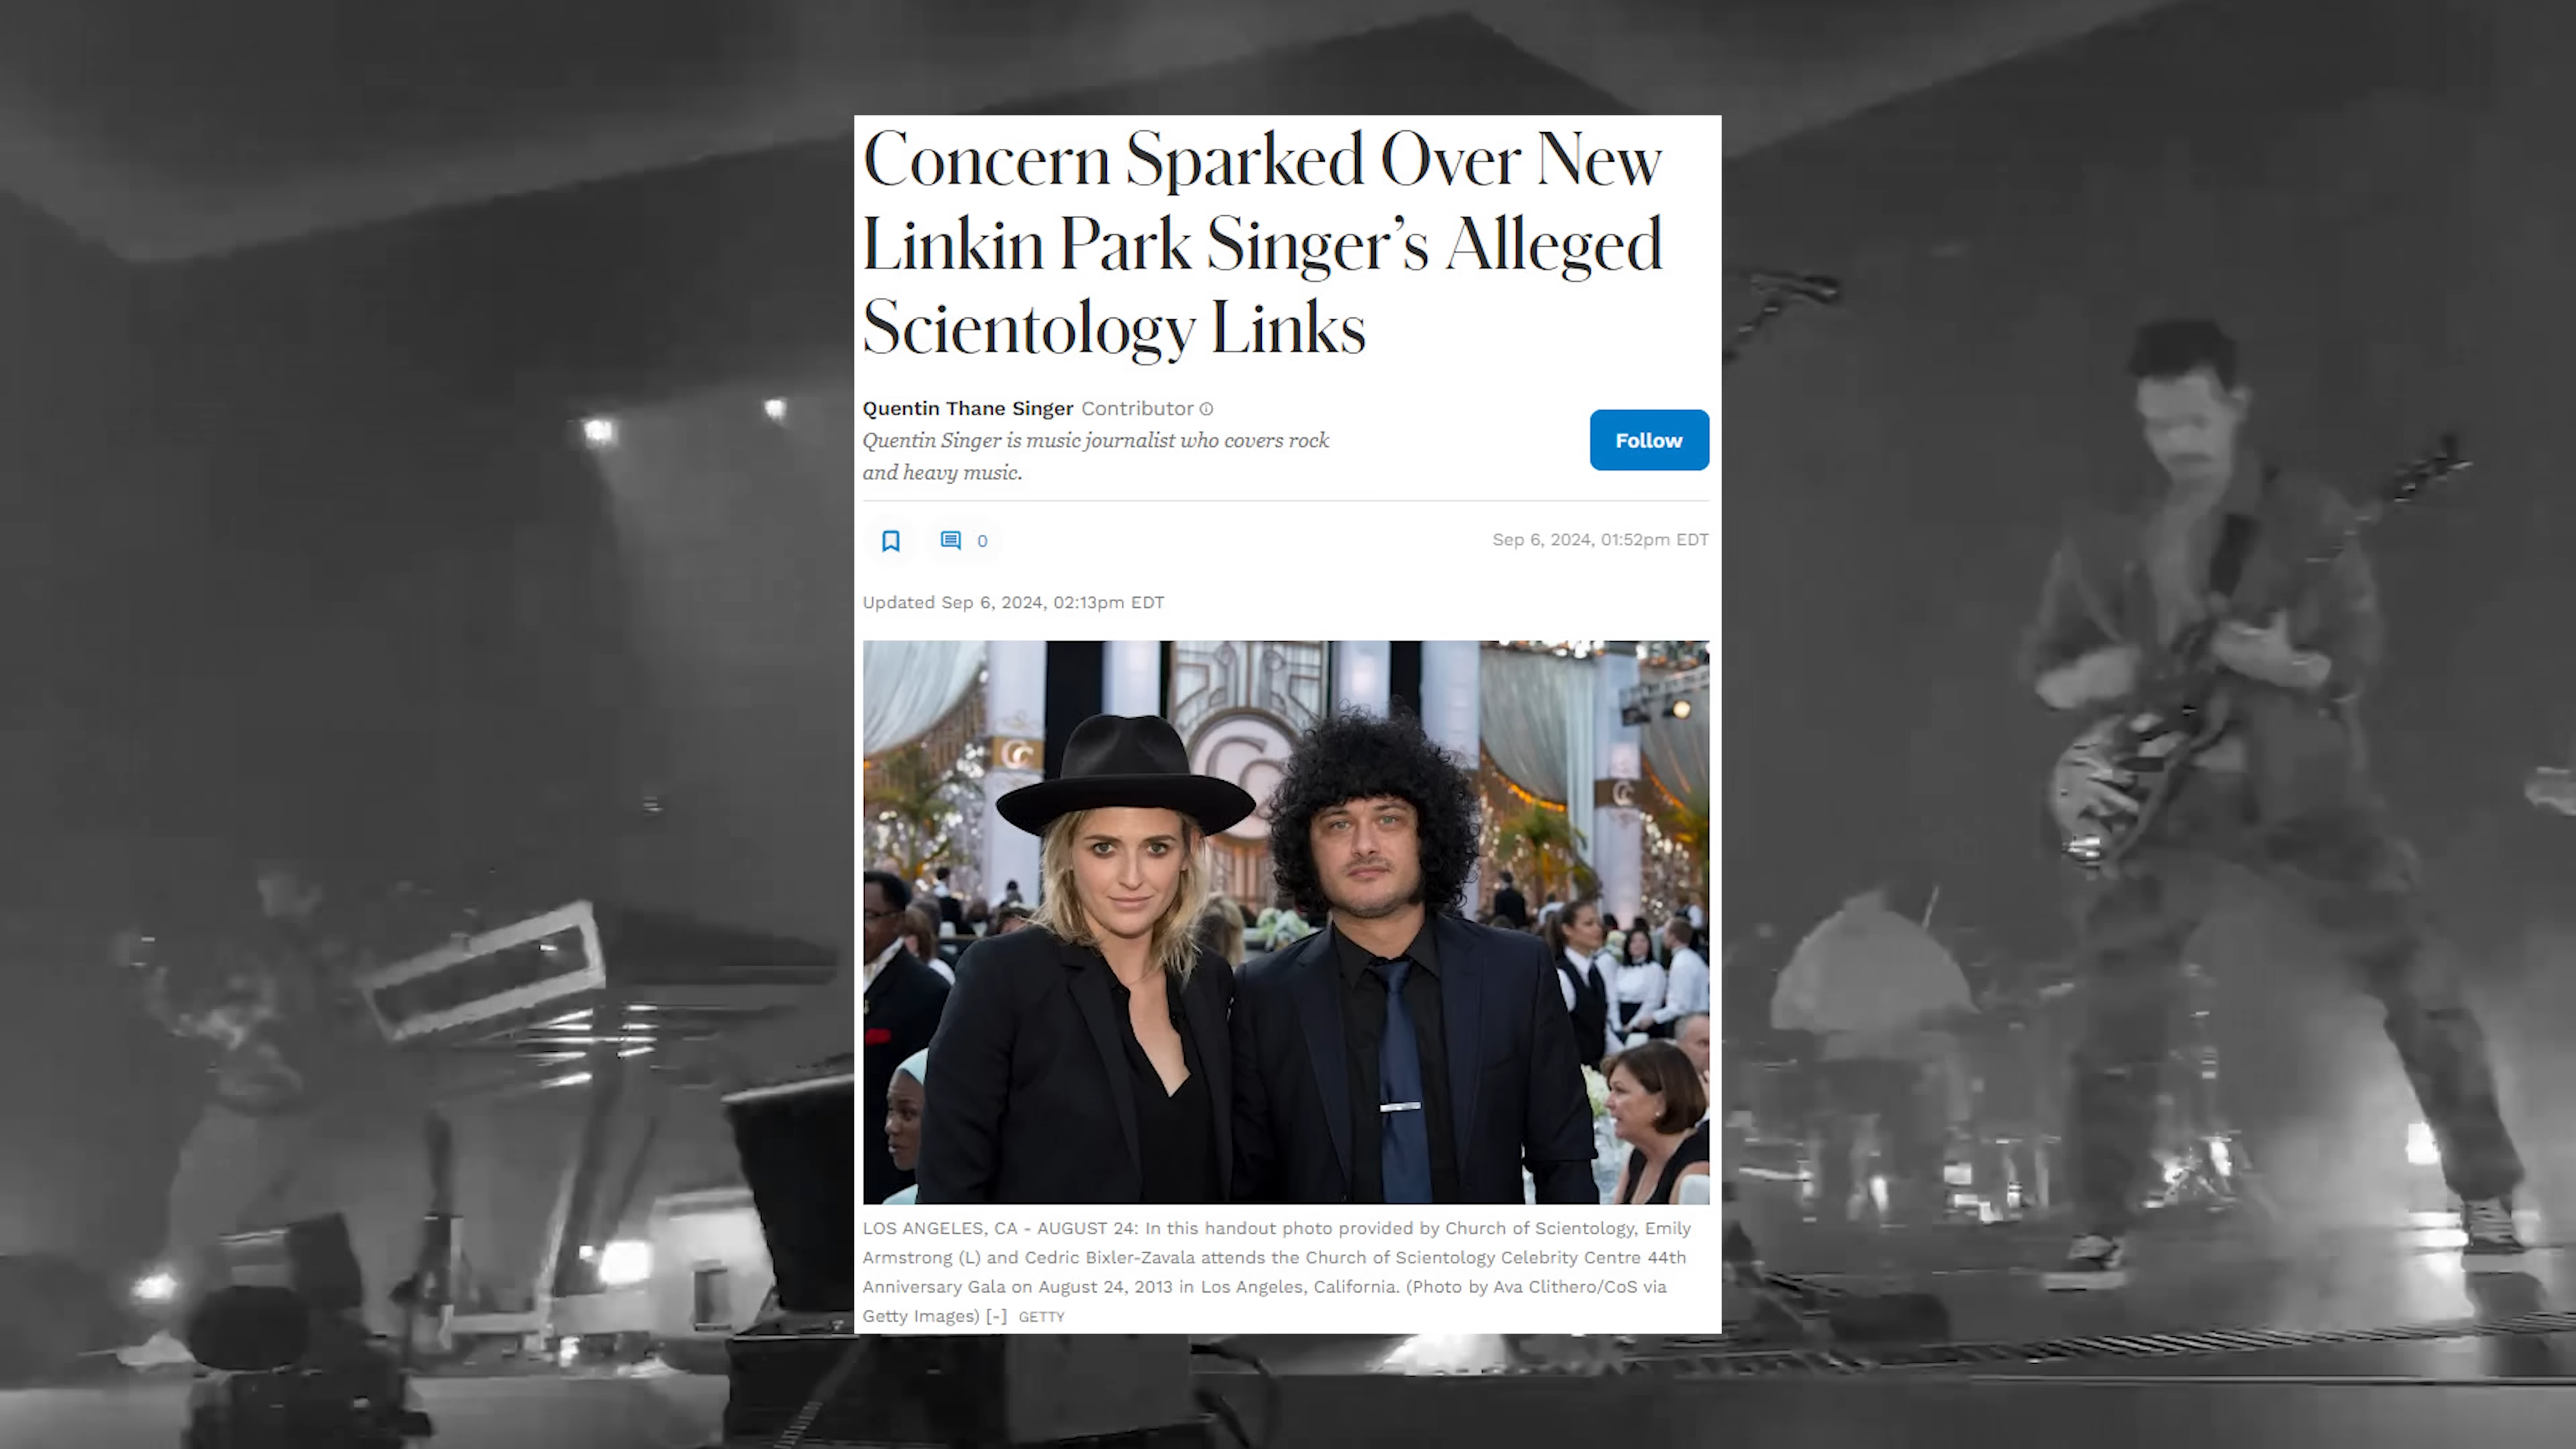 Concern Sparked Over New
Linkin Park Singer’s Alleged
Scientology Links
Quentin Thane Singer Contributor
Quentin Singer is music journalist who covers rock
and heavy music.
Follow
0
Sep 6, 2024, 01:52pm EDT
Updated Sep 6, 2024, 02:13pm EDT
LOS ANGELES, CA - AUGUST 24: In this handout photo provided by Church of Scientology, Emily
Armstrong (L) and Cedric Bixler-Zavala attends the Church of Scientology Celebrity Centre 44th
Anniversary Gala on August 24, 2013 in Los Angeles, California. (Photo by Ava Clithero/CoS via
Getty Images) [-] GETTY